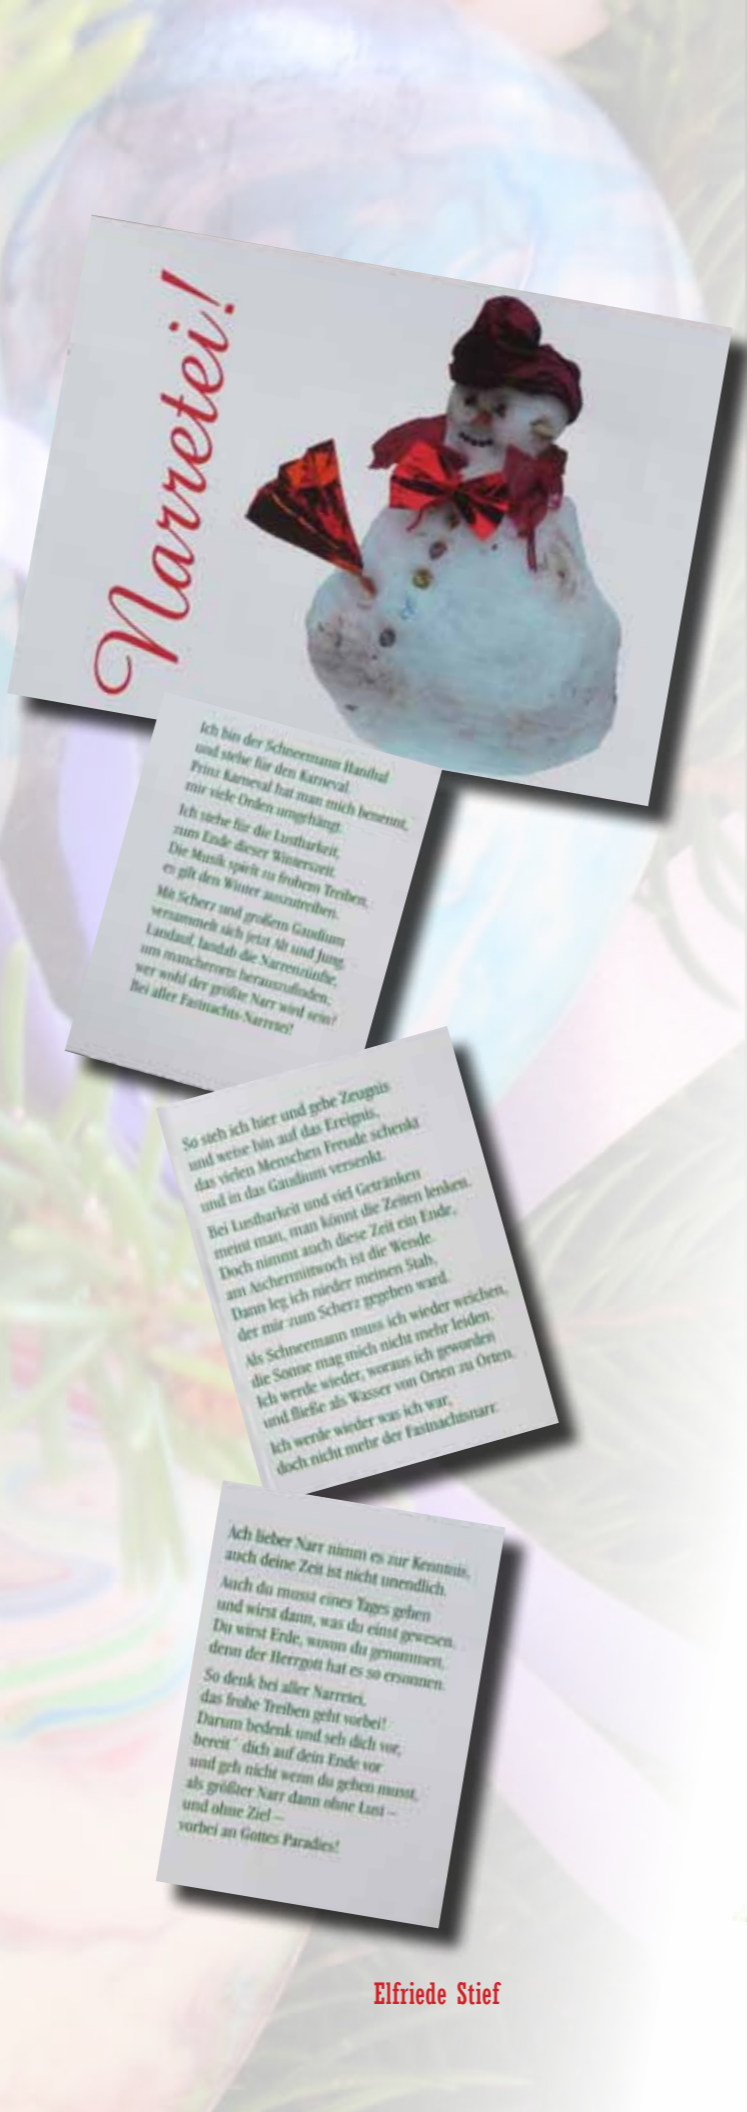 Narretei!
Ich bin der Schneemann Hanibal
und stehe für den Karneval.
Prinz Karneval hat man mich benennt,
mir viele Orden umgehängt.
Ich stehe für die Lustbarkeit,
zum Ende dieser Winterszeit.
Die Musik spielt zu frohem Treiben,
es gilt den Winter auszutreiben.
Mit Scherz und großem Gaudium
versammelt sich jetzt Alt und Jung.
Landauf, landab die Narrenzünfte,
um mancherorts herauszufinden,
wer wohl der größte Narr wird sein?
Bei aller Fastnachts-Narretei!
So steh ich hier und gebe Zeugnis
und weise hin auf das Ereignis,
das vielen Menschen Freude schenkt
und in das Gaudium versenkt.
Bei Lustbarkeit und viel Getränken
meint man, man könnt die Zeiten lenken.
Doch nimmt auch diese Zeit ein Ende,
am Aschermittwoch ist die Wende.
Dann leg ich nieder meinen Stab,
der mir zum Scherz gegeben ward.
Als Schneemann muss ich wieder weichen,
die Sonne mag mich nicht mehr leiden.
Ich werde wieder, woraus ich geworden
und fließe als Wasser von Orten zu Orten.
Ich werde wieder was ich war,
doch nicht mehr der Fastnachtsnarr.
Ach lieber Narr nimm es zur Kenntnis,
auch deine Zeit ist nicht unendlich.
Auch du musst eines Tages gehen
und wirst dann, was du einst gewesen.
Du wirst Erde, wovon du genommen,
denn der Herrgott hat es so ersonnen.
So denk bei aller Narretei,
das frohe Treiben geht vorbei!
Darum bedenk und seh dich vor,
bereit´ dich auf dein Ende vor
und geh nicht wenn du gehen musst,
als größter Narr dann ohne Lust –
und ohne Ziel –
vorbei an Gottes Paradies!
Elfriede Stief